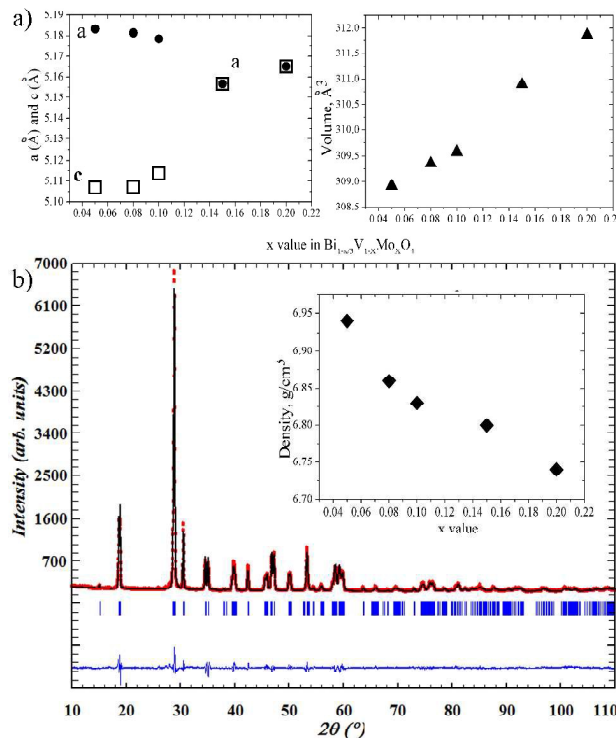 a)
5.19
5.18
5.17
5.16
5.15
5.14
5.13
5.12
5.11
5.10
a (Å) and c (Å)
a
a
c
0.04 0.06 0.08 0.10 0.12 0.14 0.16 0.18 0.20 0.22
312.0
311.5
311.0
310.5
310.0
309.5
309.0
308.5
Volume, Å3
0.04 0.06 0.08 0.10 0.12 0.14 0.16 0.18 0.20 0.22
x value in Bi1-x/3V1-xMoxO4
b)
7000
6100
5200
4300
3400
2500
1600
700
Intensity (arb. units)
6.95
6.90
6.85
6.80
6.75
6.70
Density, g/cm3
0.04 0.06 0.08 0.10 0.12 0.14 0.16 0.18 0.20 0.22
x value
10 20 30 40 50 60 70 80 90 100 110
2θ (°)